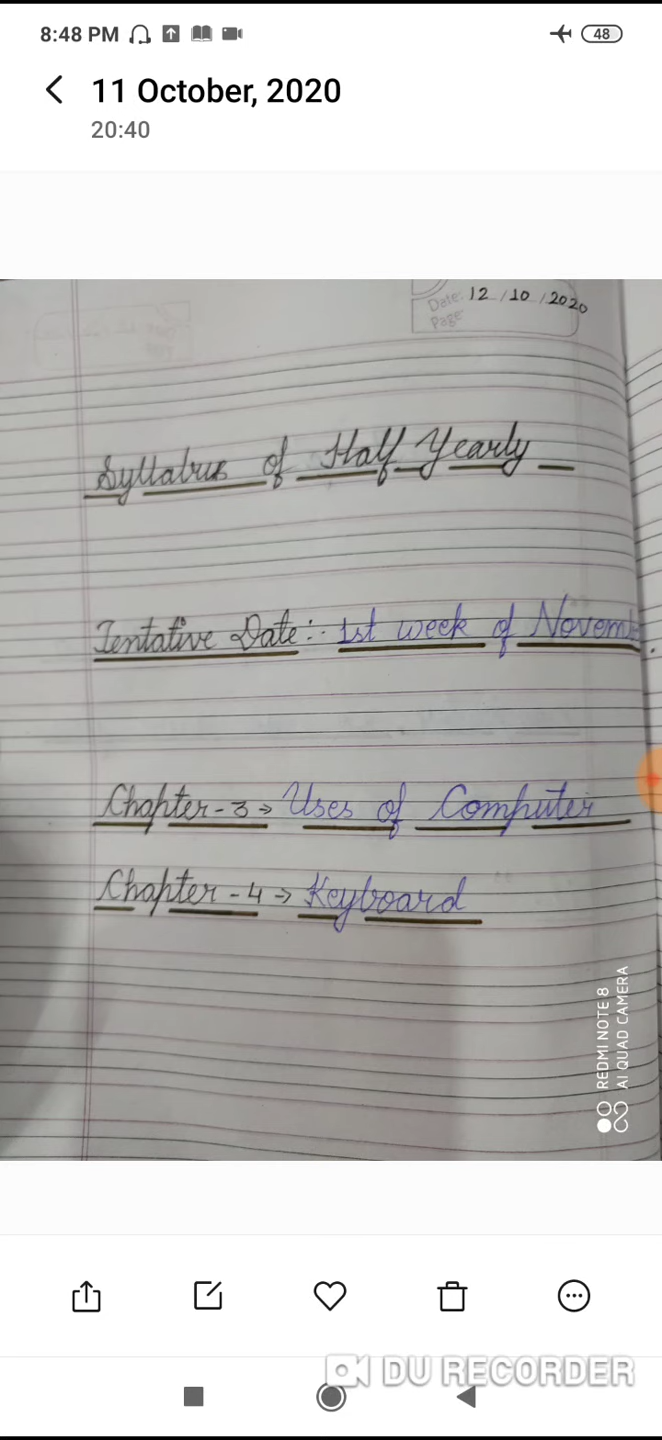 8:48 PM 48
11 October, 2020
20:40
Date: 12/10/2020
Page:
Syllabus of Half Yearly
Tentative Date:- 1st week of Novem
Chapter-3 → Uses of Computer
Chapter-4 → Keyboard
REDMI NOTE 8
AI QUAD CAMERA
DU RECORDER